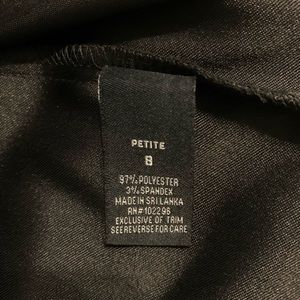 PETITE
8
97% POLYESTER
3% SPANDEX
MADE IN SRI LANKA
RN#102296
EXCLUSIVE OF TRIM
SEE REVERSE FOR CARE